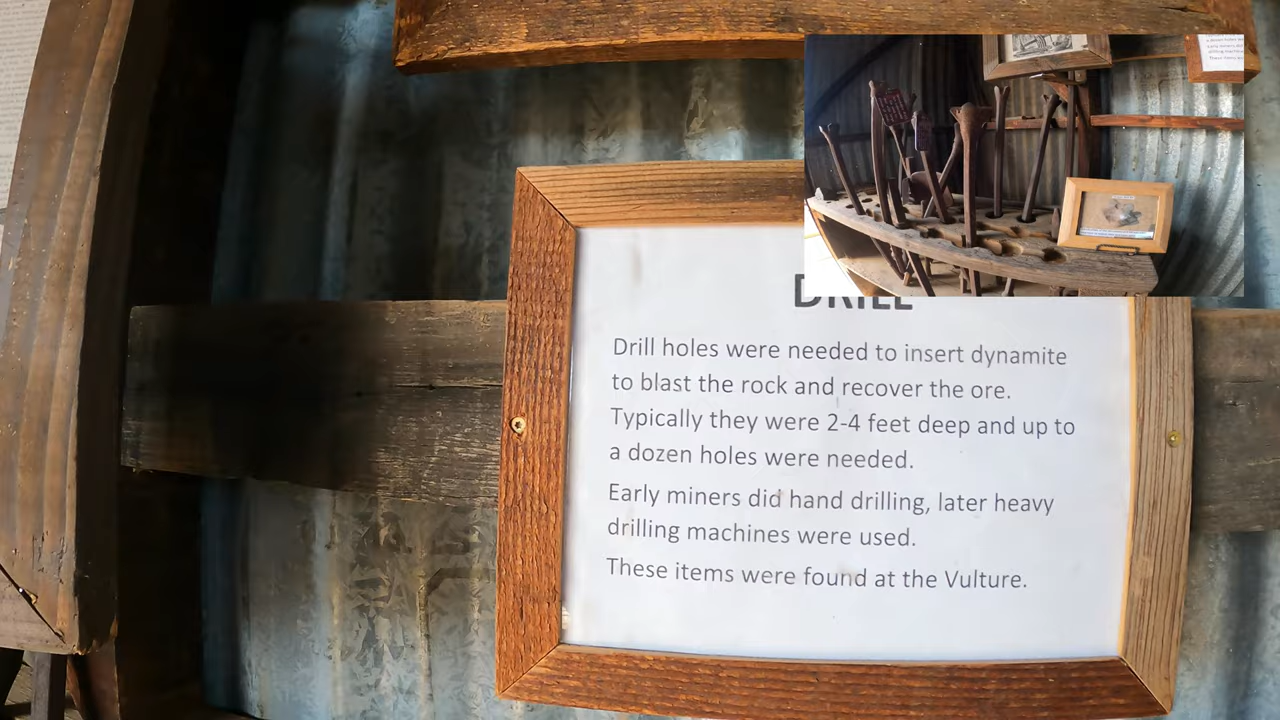 DRILL
Drill holes were needed to insert dynamite
to blast the rock and recover the ore.
Typically they were 2-4 feet deep and up to
a dozen holes were needed.
Early miners did hand drilling, later heavy
drilling machines were used.
These items were found at the Vulture.